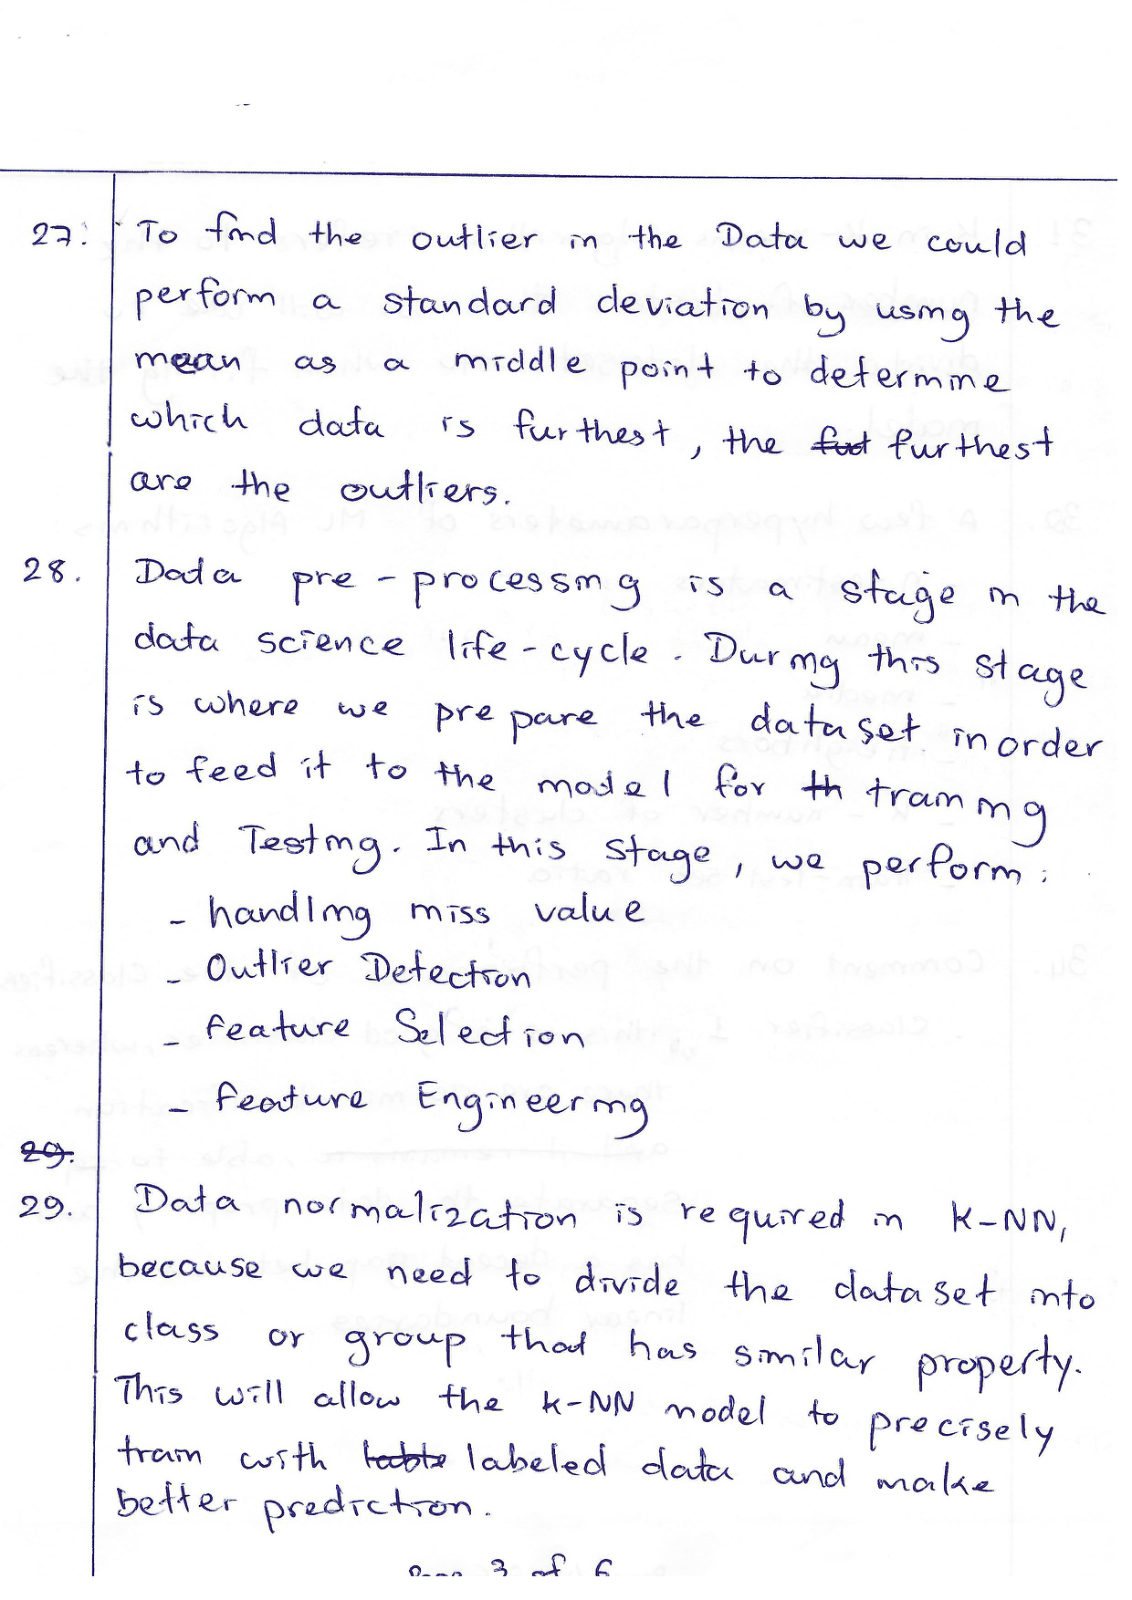 27. To find the outlier in the Data we could
perform a standard deviation by using the
mean as a middle point to determine
which data is furthest, the furthest
are the outliers.
28. Data pre-processing is a stage in the
data science life-cycle. During this stage
is where we prepare the dataset in order
to feed it to the model for th training
and Testing. In this stage, we perform:
- handling miss value
- Outlier Detection
- feature Selection
- feature Engineering
29.
29. Data normalization is required in K-NN,
because we need to divide the dataset into
class or group that has similar property.
This will allow the K-NN model to precisely
train with labeled data and make
better prediction.
Page 3 of 6